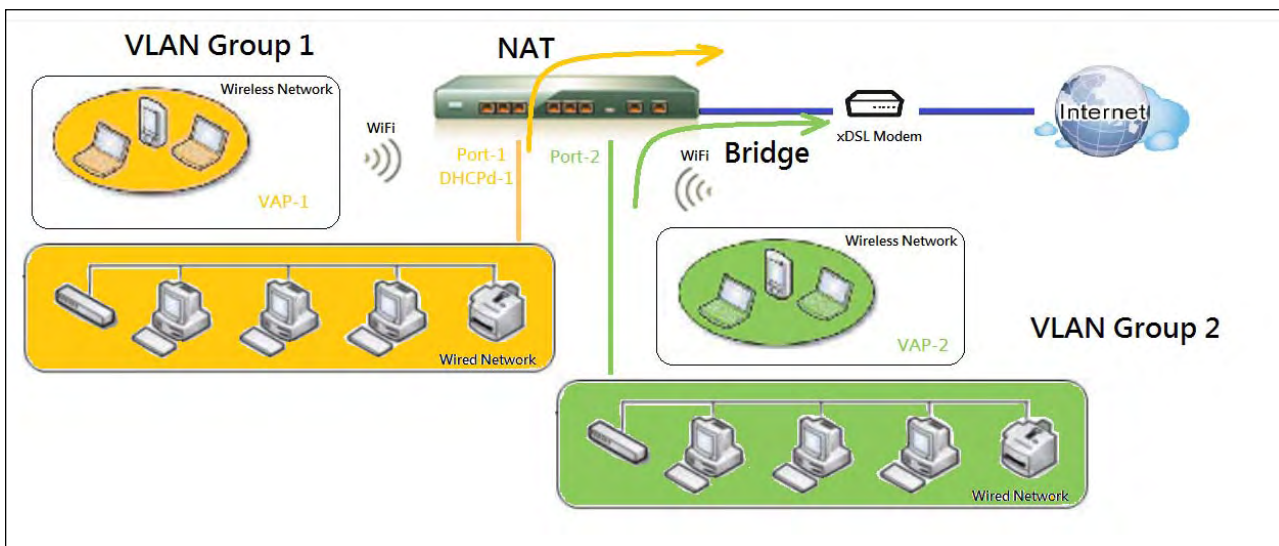 VLAN Group 1
NAT
Wireless Network
WiFi
VAP-1
Port-1
DHCPd-1
Port-2
WiFi
Bridge
xDSL Modem
Internet
Wired Network
Wireless Network
VAP-2
VLAN Group 2
Wired Network